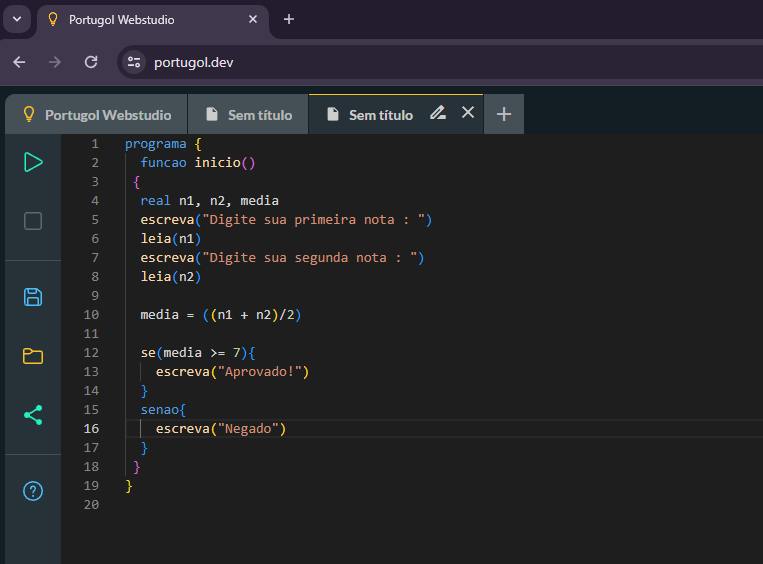 Portugol Webstudio
portugol.dev
Portugol Webstudio
Sem título
Sem título
1 programa {
2 funcao inicio()
3 {
4 real n1, n2, media
5 escreva("Digite sua primeira nota : ")
6 leia(n1)
7 escreva("Digite sua segunda nota : ")
8 leia(n2)
9
10 media = ((n1 + n2)/2)
11
12 se(media >= 7){
13 escreva("Aprovado!")
14 }
15 senao{
16 escreva("Negado")
17 }
18 }
19 }
20